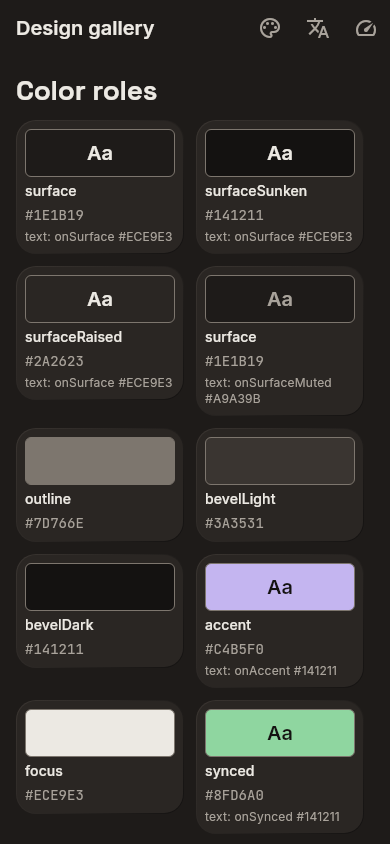 Design gallery
Color roles
Aa
surface
#1E1B19
text: onSurface #ECE9E3
Aa
surfaceSunken
#141211
text: onSurface #ECE9E3
Aa
surfaceRaised
#2A2623
text: onSurface #ECE9E3
Aa
surface
#1E1B19
text: onSurfaceMuted
#A9A39B
outline
#7D766E
bevelLight
#3A3531
bevelDark
#141211
Aa
accent
#C4B5F0
text: onAccent #141211
focus
#ECE9E3
Aa
synced
#8FD6A0
text: onSynced #141211